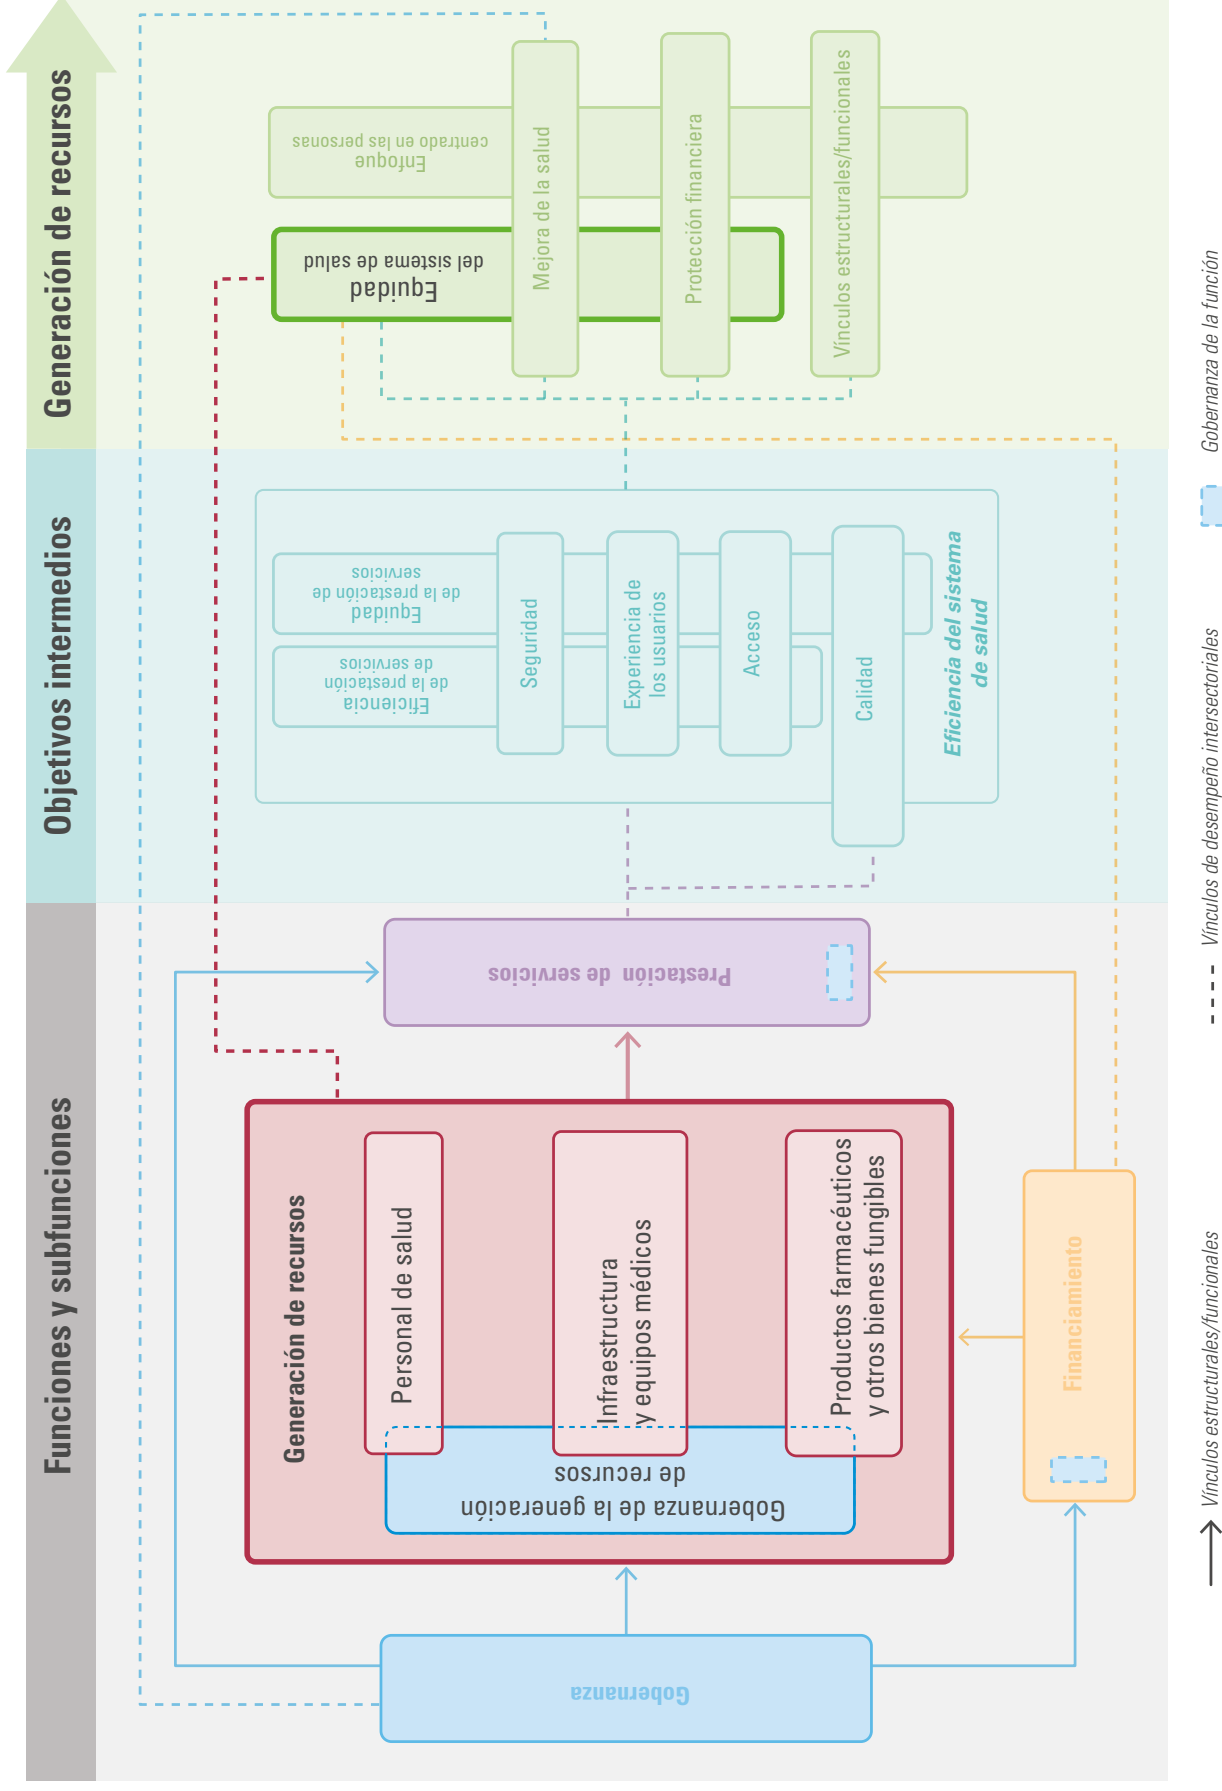 Funciones y subfunciones
Objetivos intermedios
Generación de recursos
Gobernanza
Generación de recursos
Gobernanza de la generación
de recursos
Personal de salud
Infraestructura
y equipos médicos
Productos farmacéuticos
y otros bienes fungibles
Financiamiento
Prestación de servicios
Eficiencia
de la prestación
de servicios
Equidad
de la prestación de
servicios
Seguridad
Experiencia de
los usuarios
Acceso
Calidad
Eficiencia del sistema
de salud
Equidad
del sistema de salud
Enfoque
centrado en las personas
Mejora de la salud
Protección financiera
Vínculos estructurales/funcionales
Vínculos estructurales/funcionales
Vínculos de desempeño intersectoriales
Gobernanza de la función